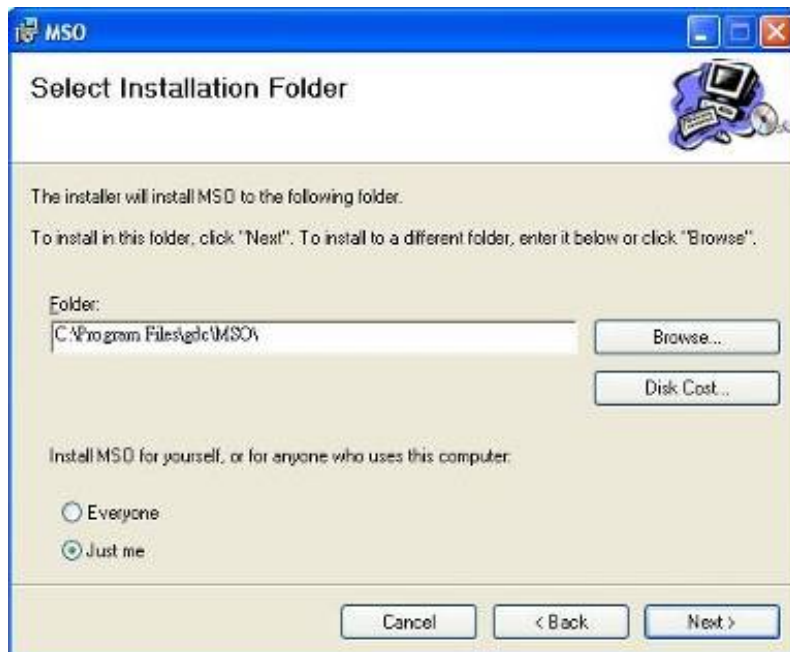 MSO
Select Installation Folder
The installer will install MSO to the following folder.
To install in this folder, click "Next". To install to a different folder, enter it below or click "Browse".
Folder:
C:\Program Files\gdc\MSO\
Browse...
Disk Cost...
Install MSO for yourself, or for anyone who uses this computer:
Everyone
Just me
Cancel
< Back
Next >